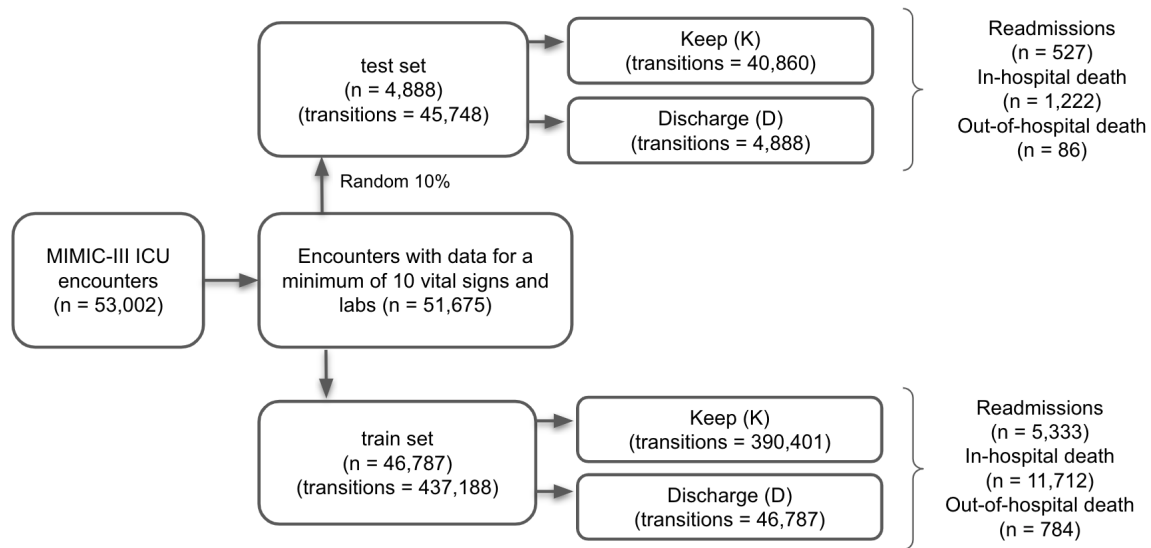 MIMIC-III ICU
encounters
(n = 53,002)
Encounters with data for a
minimum of 10 vital signs and
labs (n = 51,675)
Random 10%
test set
(n = 4,888)
(transitions = 45,748)
Keep (K)
(transitions = 40,860)
Discharge (D)
(transitions = 4,888)
Readmissions
(n = 527)
In-hospital death
(n = 1,222)
Out-of-hospital death
(n = 86)
train set
(n = 46,787)
(transitions = 437,188)
Keep (K)
(transitions = 390,401)
Discharge (D)
(transitions = 46,787)
Readmissions
(n = 5,333)
In-hospital death
(n = 11,712)
Out-of-hospital death
(n = 784)